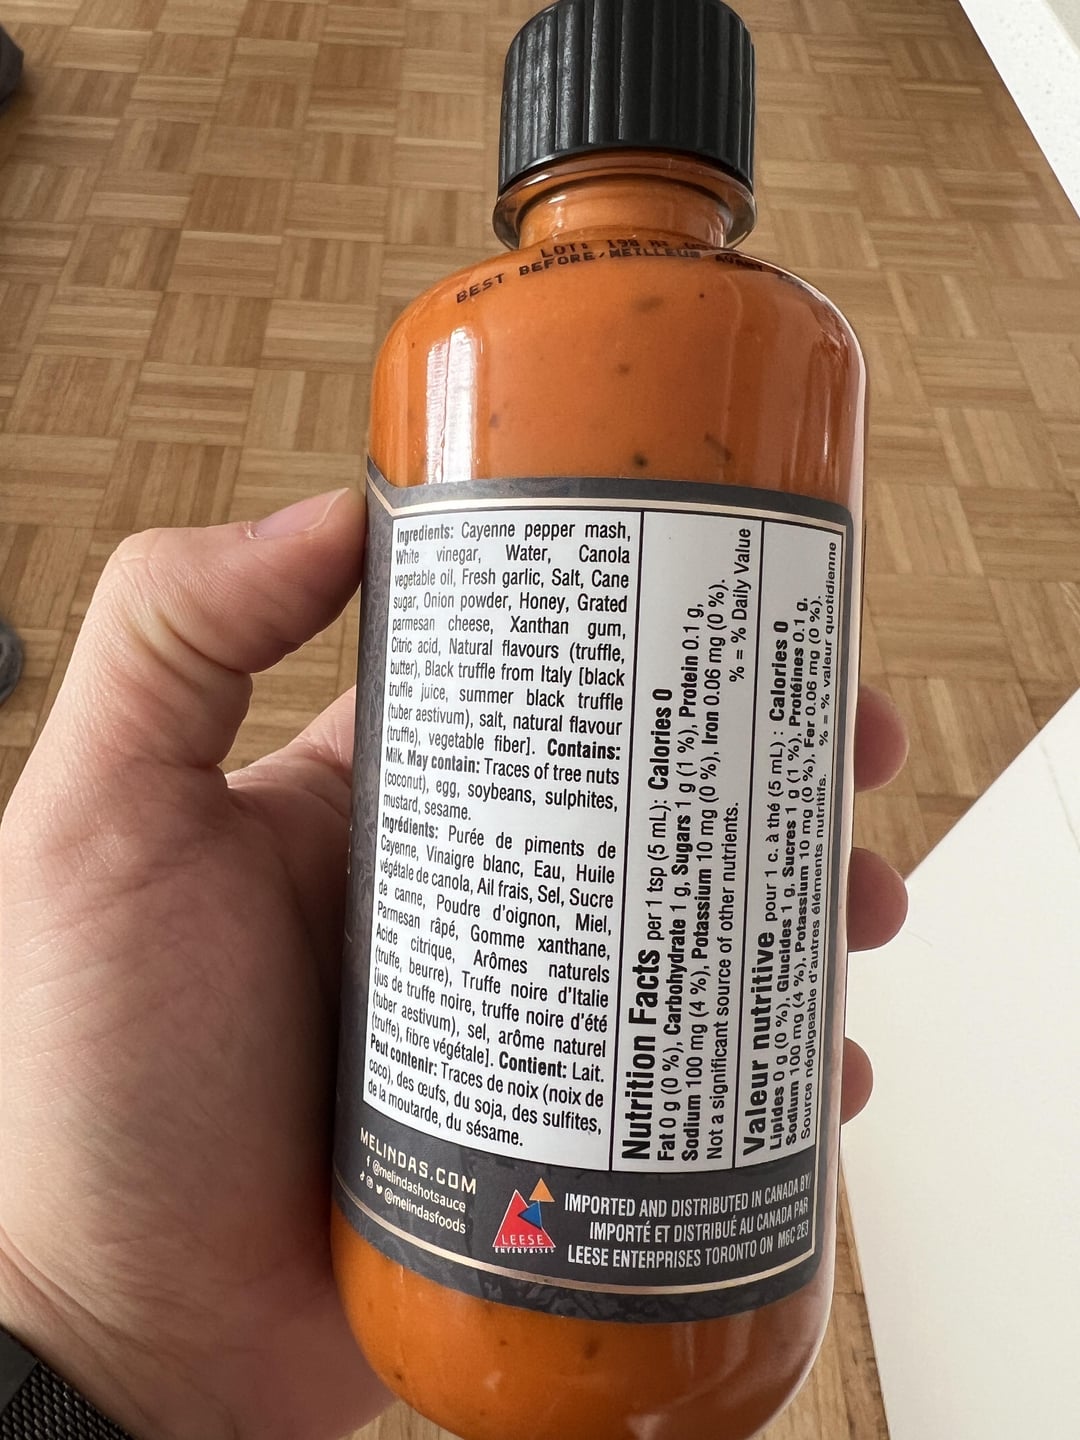 LOT: 198
BEST BEFORE/MEILLEUR AVANT
Ingredients: Cayenne pepper mash,
White vinegar, Water, Canola
vegetable oil, Fresh garlic, Salt, Cane
sugar, Onion powder, Honey, Grated
parmesan cheese, Xanthan gum,
Citric acid, Natural flavours (truffle,
butter), Black truffle from Italy [black
truffle juice, summer black truffle
(tuber aestivum), salt, natural flavour
(truffle), vegetable fiber]. Contains:
Milk. May contain: Traces of tree nuts
(coconut), egg, soybeans, sulphites,
mustard, sesame.
Ingrédients: Purée de piments de
Cayenne, Vinaigre blanc, Eau, Huile
végétale de canola, Ail frais, Sel, Sucre
de canne, Poudre d'oignon, Miel,
Parmesan râpé, Gomme xanthane,
Acide citrique, Arômes naturels
(truffe, beurre), Truffe noire d'Italie
[jus de truffe noire, truffe noire d'été
(tuber aestivum), sel, arôme naturel
(truffe), fibre végétale]. Contient: Lait.
Peut contenir: Traces de noix (noix de
coco), des œufs, du soja, des sulfites,
de la moutarde, du sésame.
Nutrition Facts per 1 tsp (5 mL): Calories 0
Fat 0 g (0 %), Carbohydrate 1 g, Sugars 1 g (1 %), Protein 0.1 g,
Sodium 100 mg (4 %), Potassium 10 mg (0 %), Iron 0.06 mg (0 %).
Not a significant source of other nutrients. % = % Daily Value
Valeur nutritive pour 1 c. à thé (5 mL) : Calories 0
Lipides 0 g (0 %), Glucides 1 g, Sucres 1 g (1 %), Protéines 0.1 g,
Sodium 100 mg (4 %), Potassium 10 mg (0 %), Fer 0.06 mg (0 %).
Source négligeable d'autres éléments nutritifs. % = % valeur quotidienne
MELINDAS.COM
@melindashotsauce
@melindasfoods
LEESE
ENTERPRISES
IMPORTED AND DISTRIBUTED IN CANADA BY/
IMPORTÉ ET DISTRIBUÉ AU CANADA PAR
LEESE ENTERPRISES TORONTO ON M6C 2E3